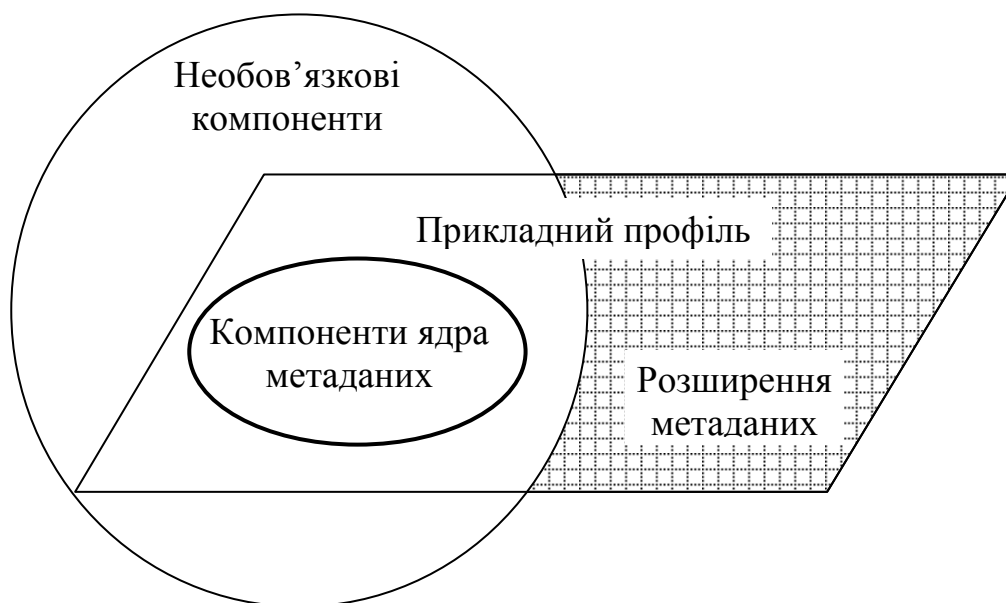 Необов’язкові
компоненти
Прикладний профіль
Компоненти ядра
метаданих
Розширення
метаданих